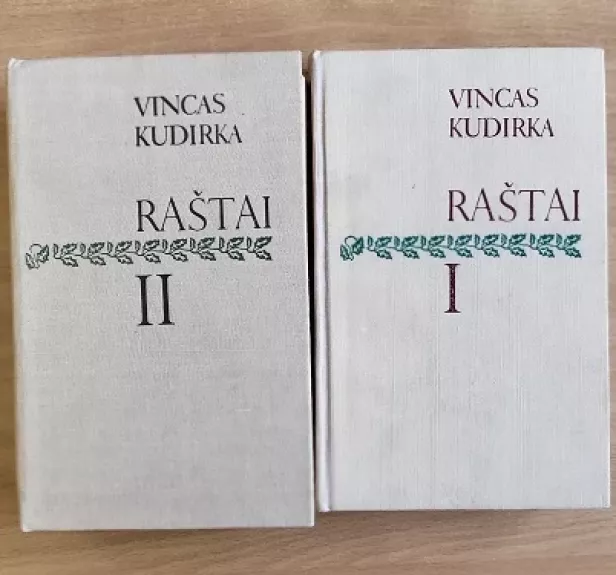 VINCAS
KUDIRKA
RAŠTAI
II
VINCAS
KUDIRKA
RAŠTAI
I